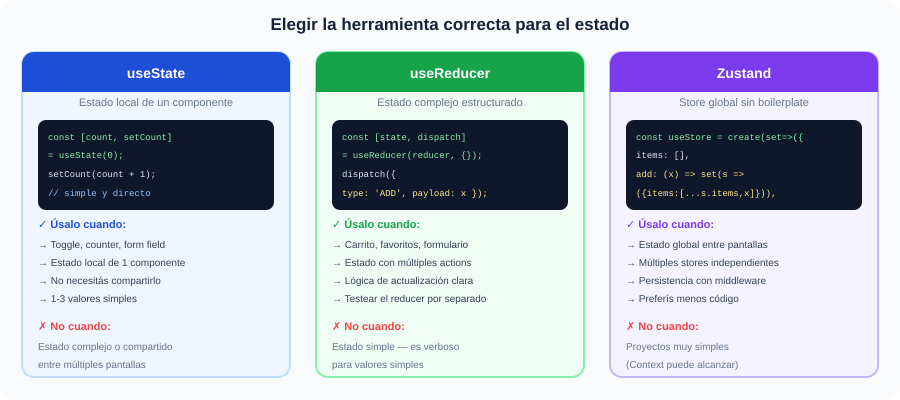 Elegir la herramienta correcta para el estado
useState
Estado local de un componente
const [count, setCount]
= useState(0);
setCount(count + 1);
// simple y directo
✓ Úsalo cuando:
→ Toggle, counter, form field
→ Estado local de 1 componente
→ No necesitás compartirlo
→ 1-3 valores simples
✗ No cuando:
Estado complejo o compartido
entre múltiples pantallas
useReducer
Estado complejo estructurado
const [state, dispatch]
= useReducer(reducer, {});
dispatch({
type: 'ADD', payload: x });
✓ Úsalo cuando:
→ Carrito, favoritos, formulario
→ Estado con múltiples actions
→ Lógica de actualización clara
→ Testear el reducer por separado
✗ No cuando:
Estado simple — es verboso
para valores simples
Zustand
Store global sin boilerplate
const useStore = create(set=>({
items: [],
add: (x) => set(s =>
({items:[...s.items,x]})),
✓ Úsalo cuando:
→ Estado global entre pantallas
→ Múltiples stores independientes
→ Persistencia con middleware
→ Preferís menos código
✗ No cuando:
Proyectos muy simples
(Context puede alcanzar)